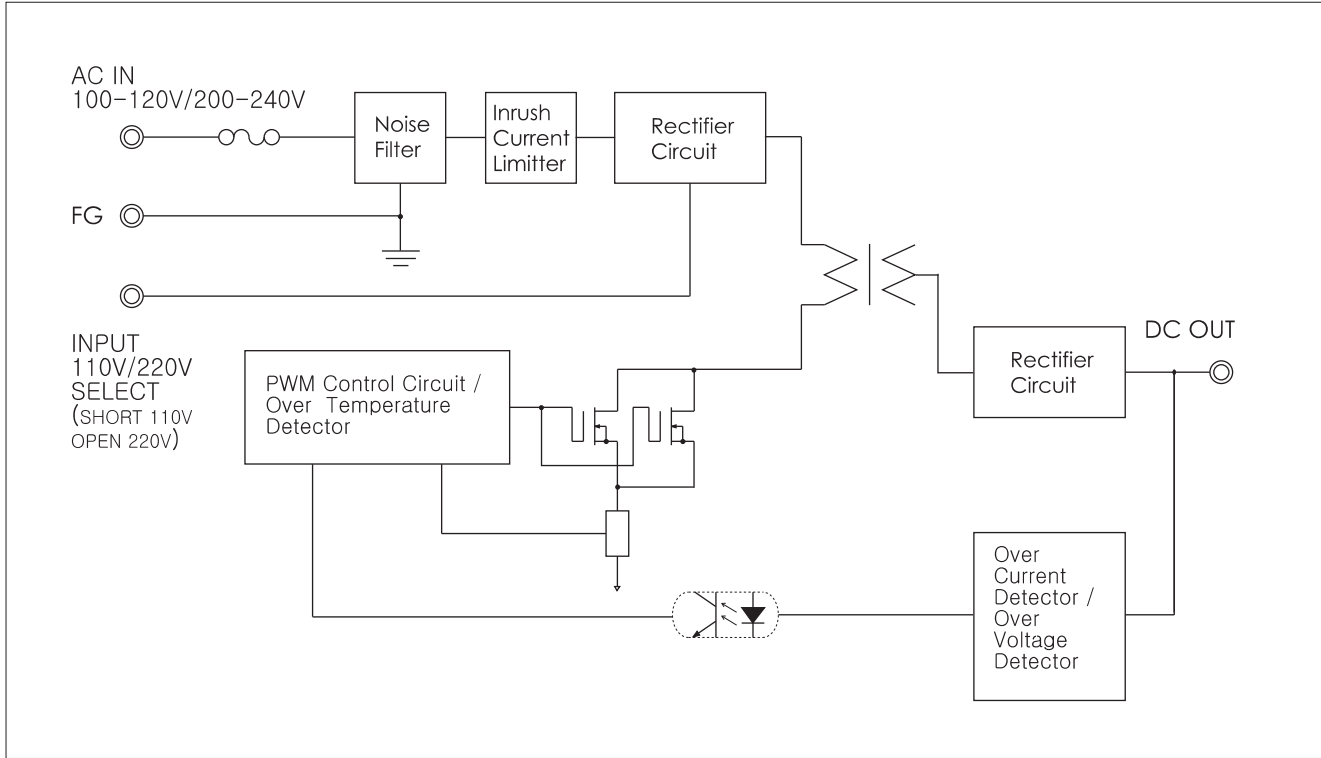 AC IN
100-120V/200-240V
Noise
Filter
Inrush
Current
Limitter
Rectifier
Circuit
FG
INPUT
110V/220V
SELECT
(SHORT 110V
OPEN 220V)
PWM Control Circuit /
Over Temperature
Detector
Rectifier
Circuit
DC OUT
Over
Current
Detector /
Over
Voltage
Detector